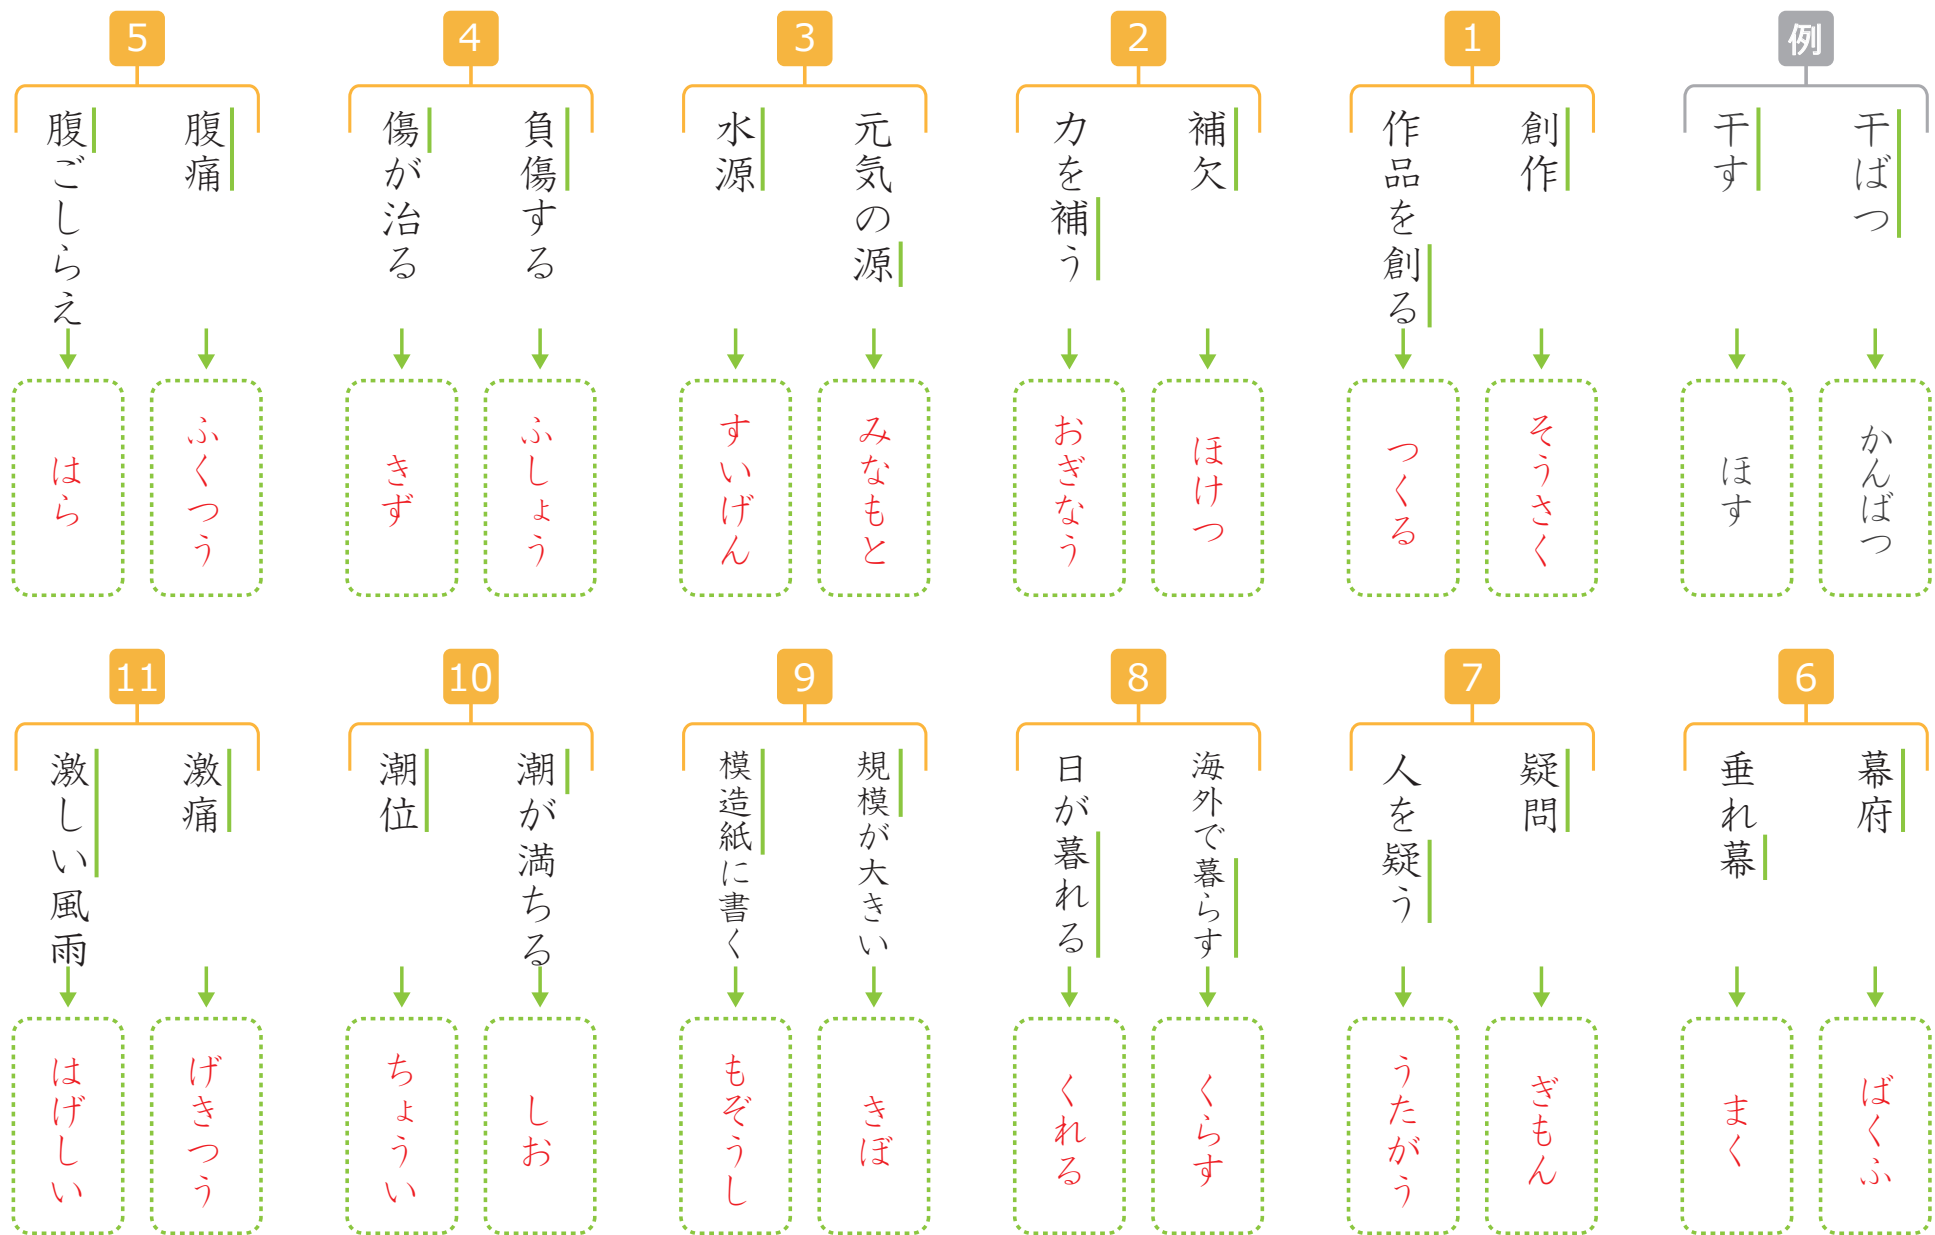 例
干ばつ
かんばつ
干す
ほす
1
創作
そうさく
作品を創る
つくる
2
補欠
ほけつ
力を補う
おぎなう
3
元気の源
みなもと
水源
すいげん
4
負傷する
ふしょう
傷が治る
きず
5
腹痛
ふくつう
腹ごしらえ
はら
6
幕府
ばくふ
垂れ幕
まく
7
疑問
ぎもん
人を疑う
うたがう
8
海外で暮らす
くらす
日が暮れる
くれる
9
規模が大きい
きぼ
模造紙に書く
もぞうし
10
潮が満ちる
しお
潮位
ちょうい
11
激痛
げきつう
激しい風雨
はげしい